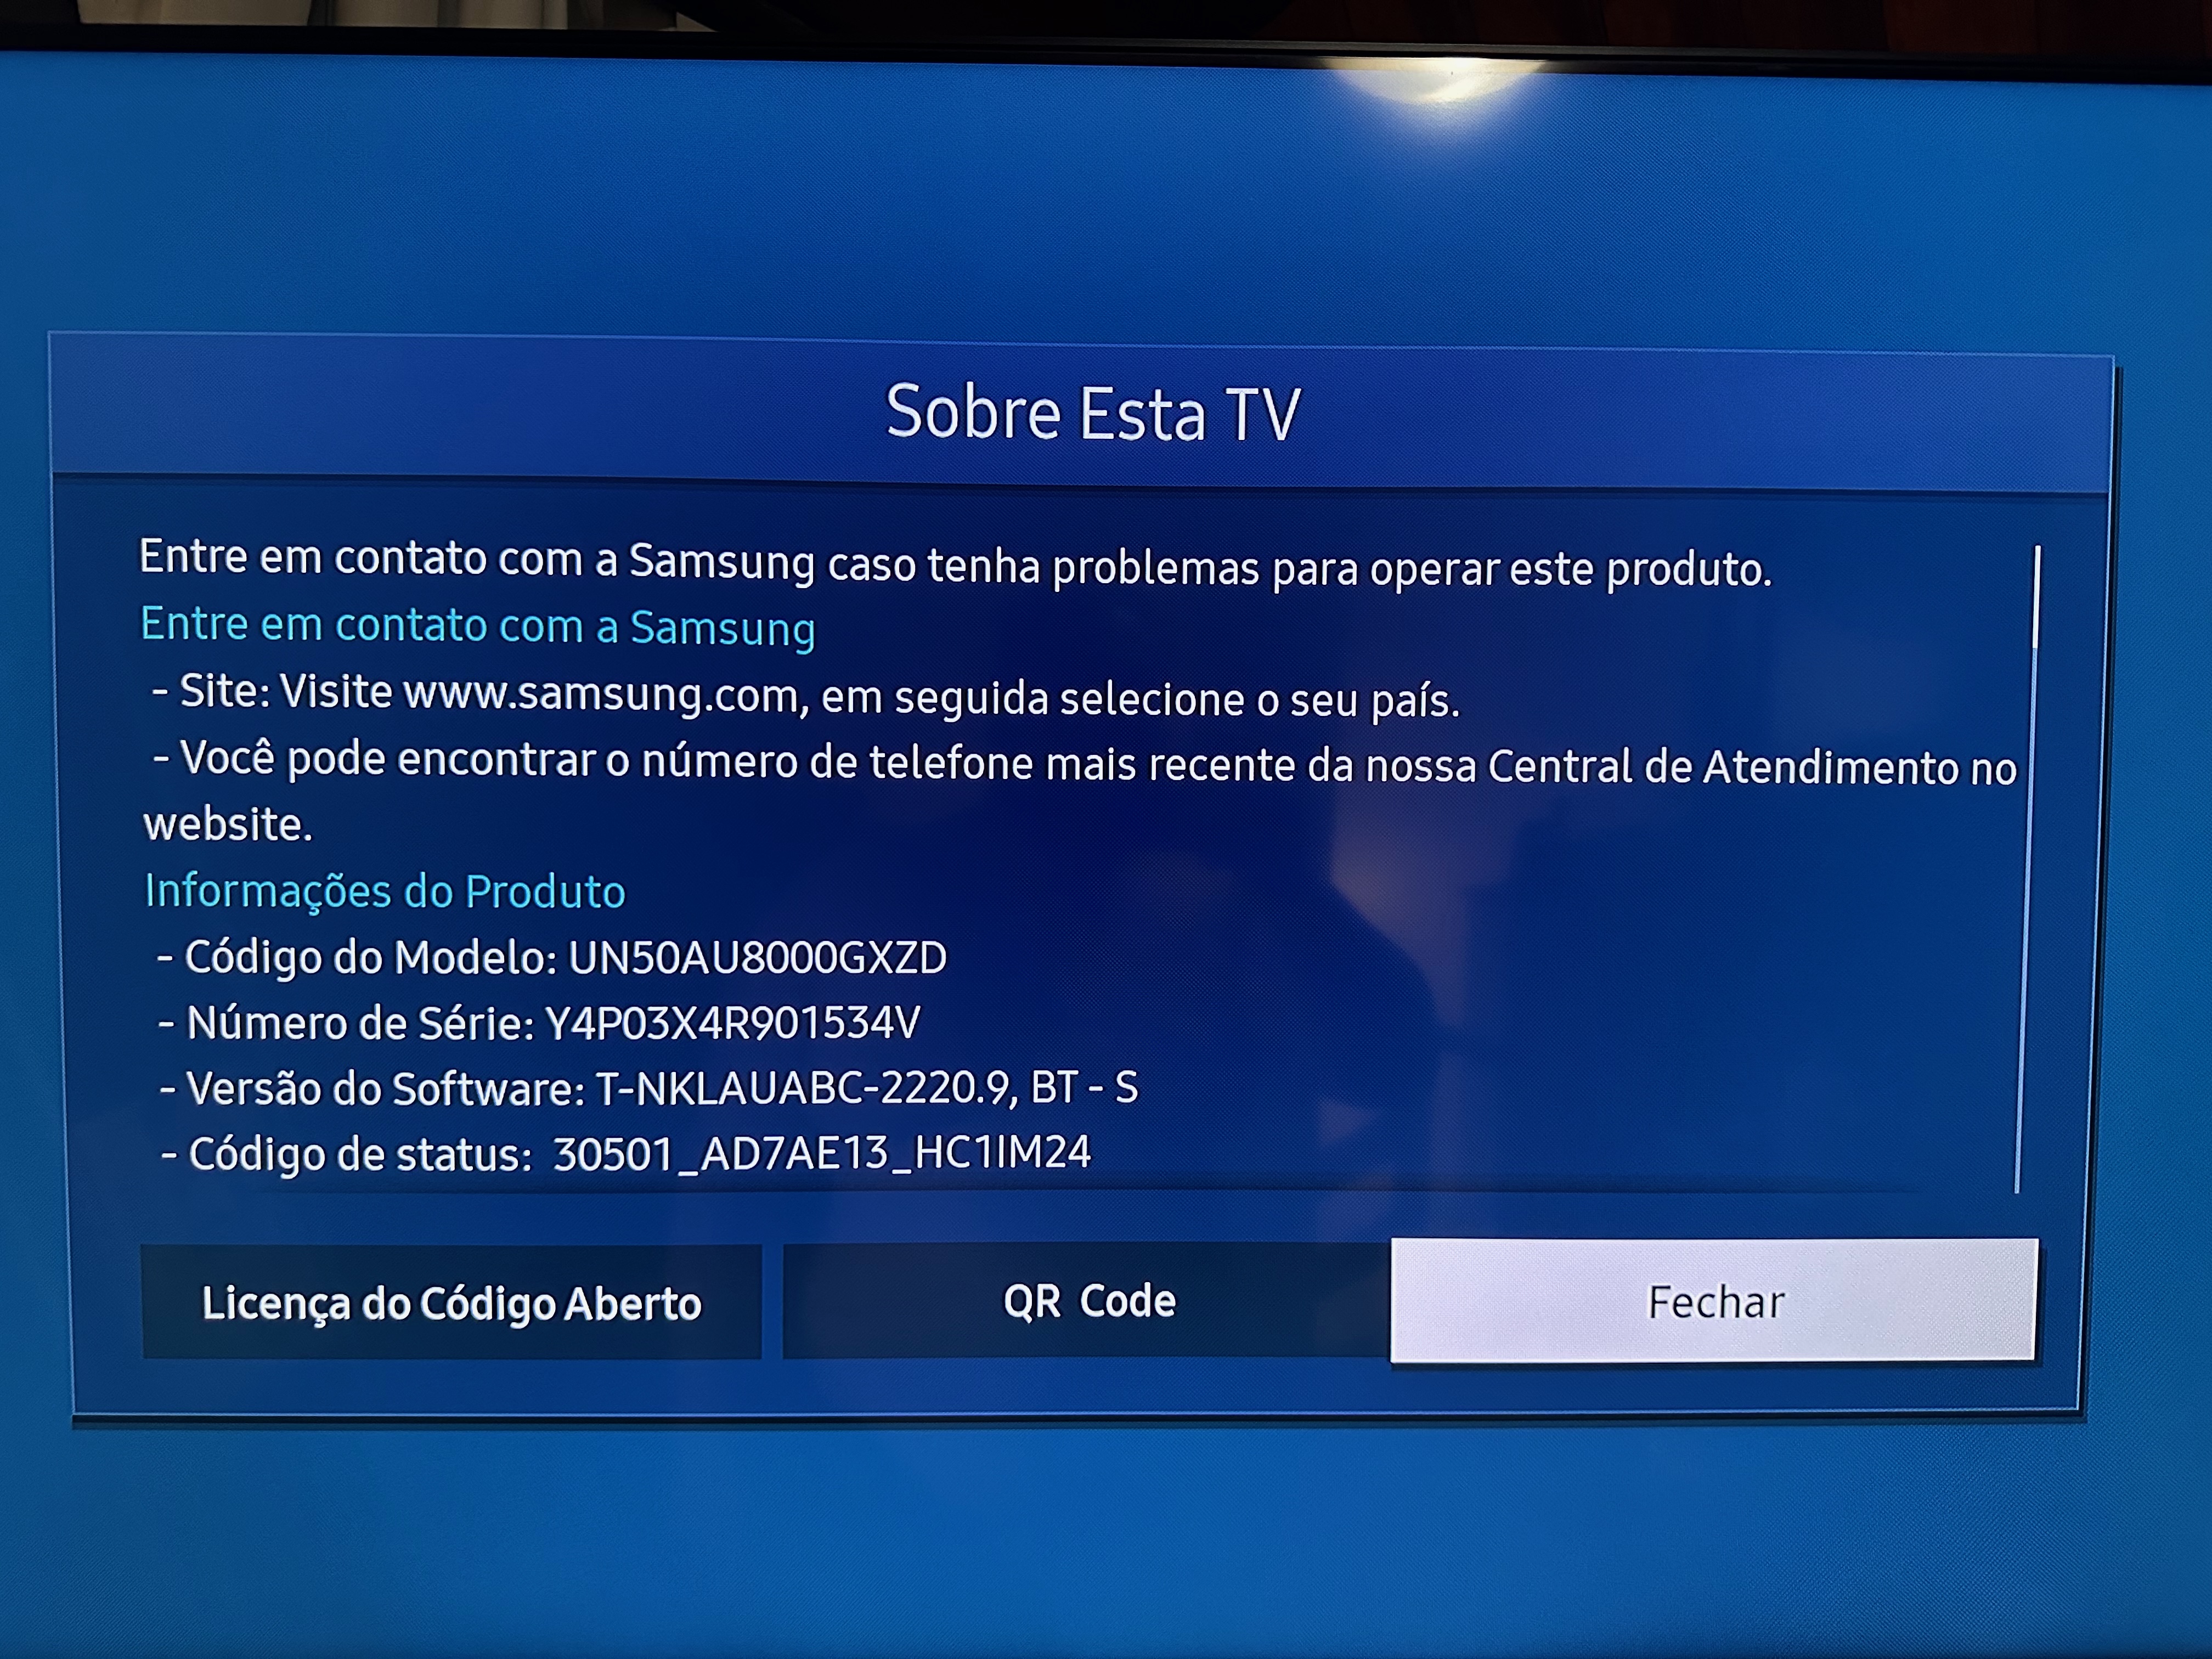 Sobre Esta TV
Entre em contato com a Samsung caso tenha problemas para operar este produto.
Entre em contato com a Samsung
- Site: Visite www.samsung.com, em seguida selecione o seu país.
- Você pode encontrar o número de telefone mais recente da nossa Central de Atendimento no
website.
Informações do Produto
- Código do Modelo: UN50AU8000GXZD
- Número de Série: Y4P03X4R901534V
- Versão do Software: T-NKLAUABC-2220.9, BT - S
- Código de status: 30501_AD7AE13_HC1IM24
Licença do Código Aberto
QR Code
Fechar